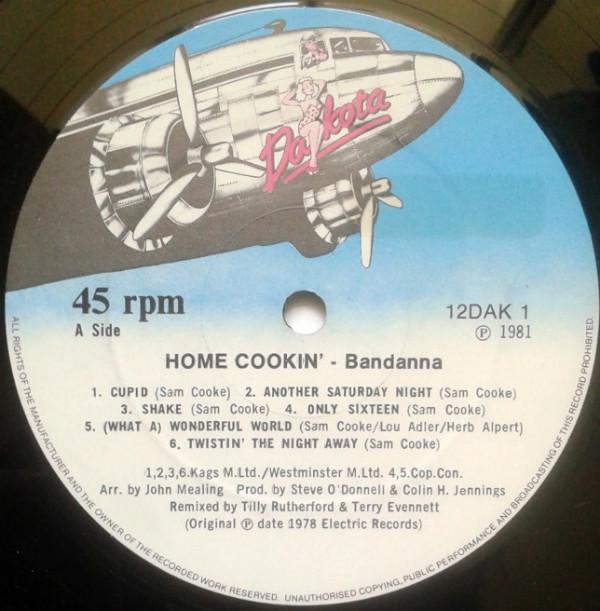 Dakota
45 rpm
A Side
12DAK 1
℗ 1981
HOME COOKIN' - Bandanna
1. CUPID (Sam Cooke) 2. ANOTHER SATURDAY NIGHT (Sam Cooke)
3. SHAKE (Sam Cooke) 4. ONLY SIXTEEN (Sam Cooke)
5. (WHAT A) WONDERFUL WORLD (Sam Cooke/Lou Adler/Herb Alpert)
6. TWISTIN' THE NIGHT AWAY (Sam Cooke)
1,2,3,6.Kags M.Ltd./Westminster M.Ltd. 4,5.Cop.Con.
Arr. by John Mealing Prod. by Steve O'Donnell & Colin H. Jennings
Remixed by Tilly Rutherford & Terry Evennett
(Original ℗ date 1978 Electric Records)
ALL RIGHTS OF THE MANUFACTURER AND THE OWNER OF THE RECORDED WORK RESERVED. UNAUTHORISED COPYING, PUBLIC PERFORMANCE AND BROADCASTING OF THIS RECORD PROHIBITED.